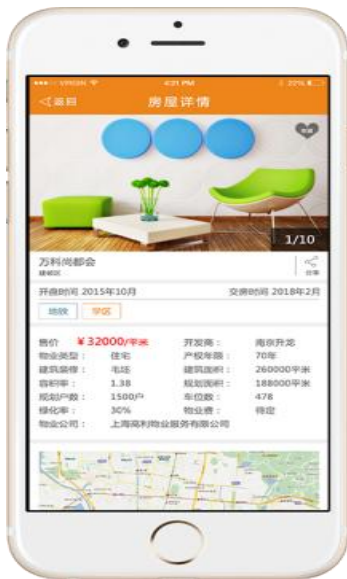 4:21 PM
22%
返回
房屋详情
收藏
1/10
万科尚都会
建邺区
分享
开盘时间 2015年10月
交房时间 2018年2月
地铁
学区
售价 ¥32000/平米
开发商： 南京升龙
物业类型： 住宅
产权年限： 70年
建筑装修： 毛坯
建筑面积： 260000平米
容积率： 1.38
规划面积： 188000平米
规划户数： 1500户
车位数： 478
绿化率： 30%
物业费： 待定
物业公司： 上海高利物业服务有限公司